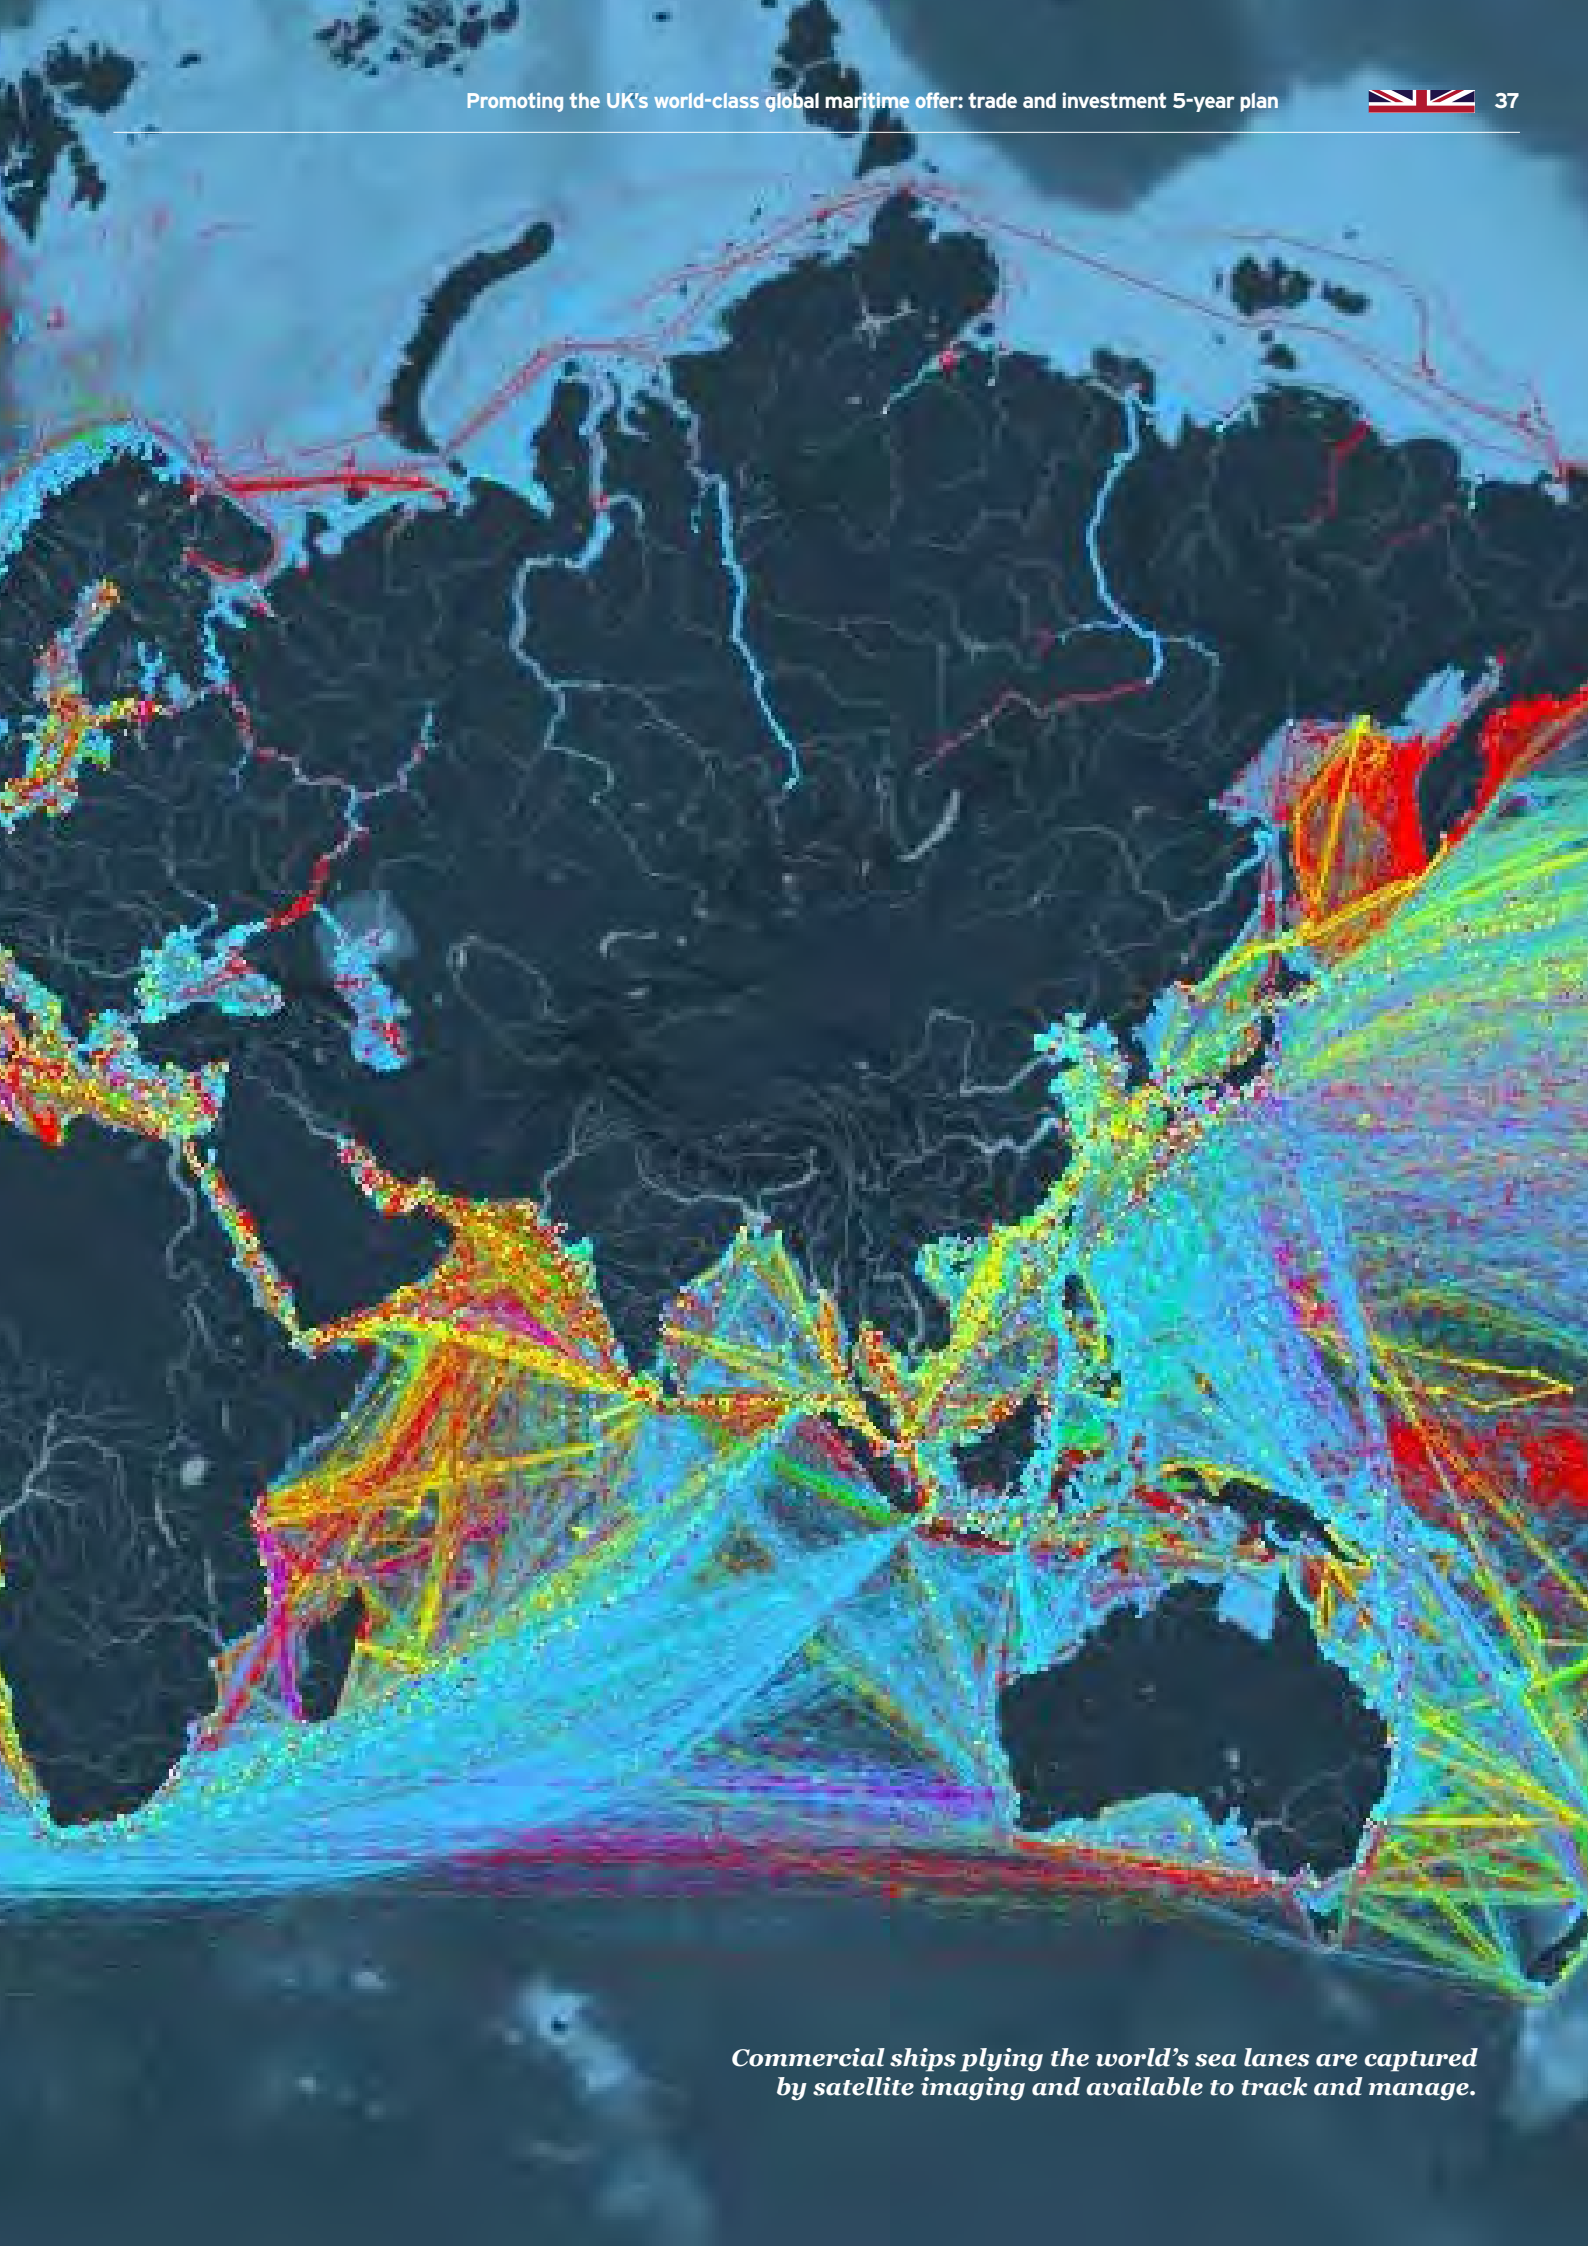 Promoting the UK’s world-class global maritime offer: trade and investment 5-year plan 37
Commercial ships plying the world’s sea lanes are captured
by satellite imaging and available to track and manage.